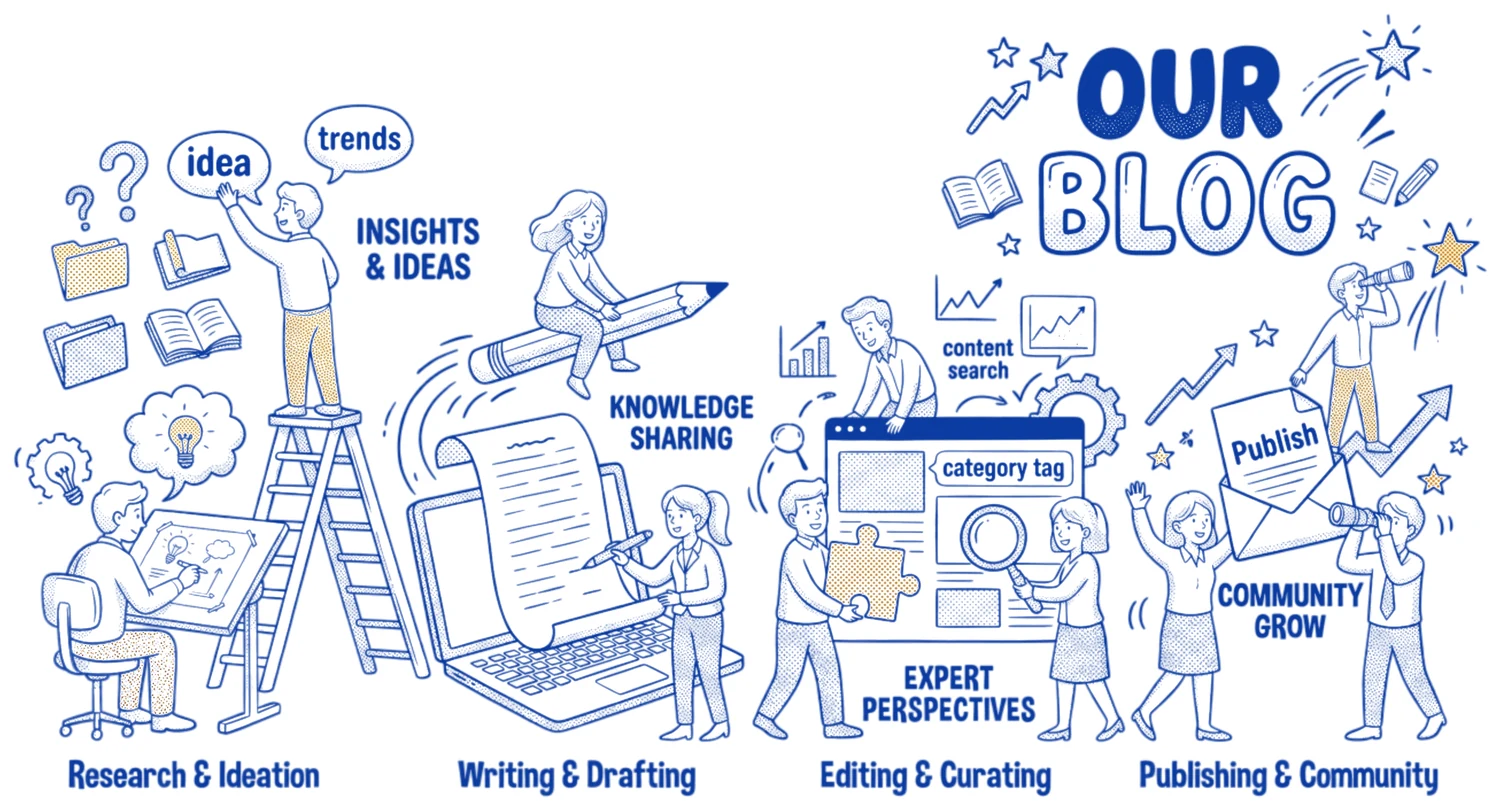 OUR
BLOG
idea
trends
INSIGHTS
& IDEAS
KNOWLEDGE
SHARING
content
search
category tag
EXPERT
PERSPECTIVES
Publish
COMMUNITY
GROW
Research & Ideation
Writing & Drafting
Editing & Curating
Publishing & Community